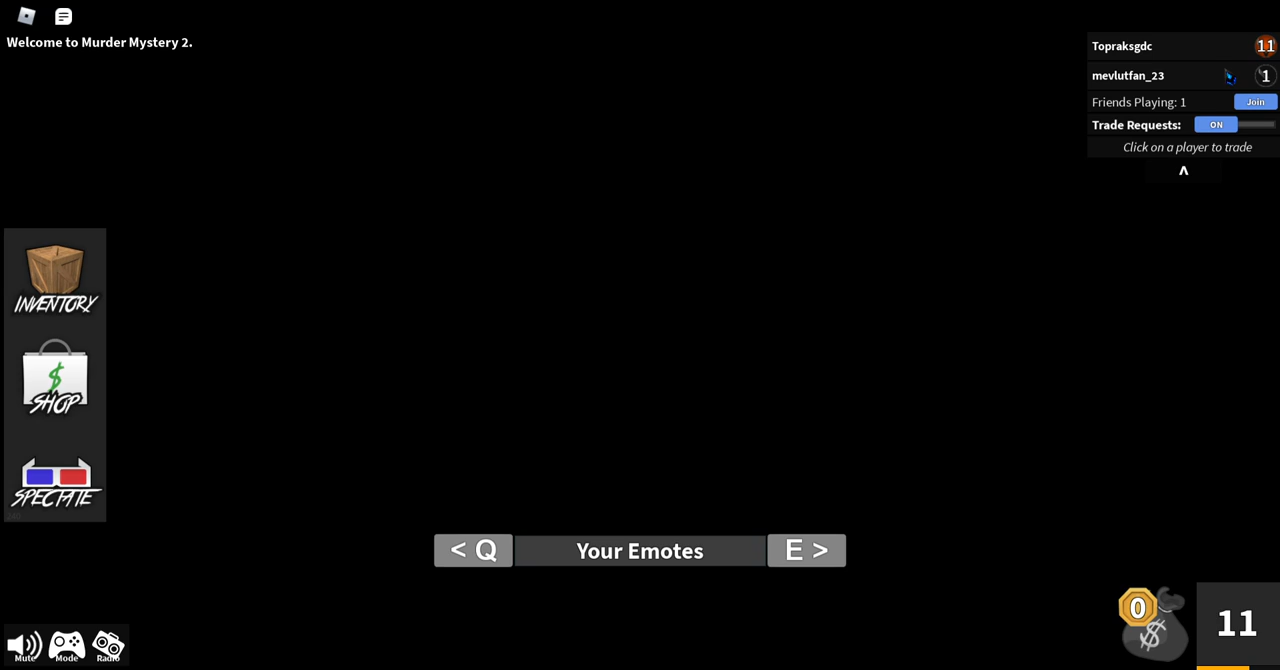 Welcome to Murder Mystery 2.
Topraksgdc 11
mevlutfan_23 1
Friends Playing: 1 Join
Trade Requests: ON
Click on a player to trade
^
INVENTORY
$
SHOP
SPECTATE
< Q Your Emotes E >
0
$
11
Mute Mode Radio